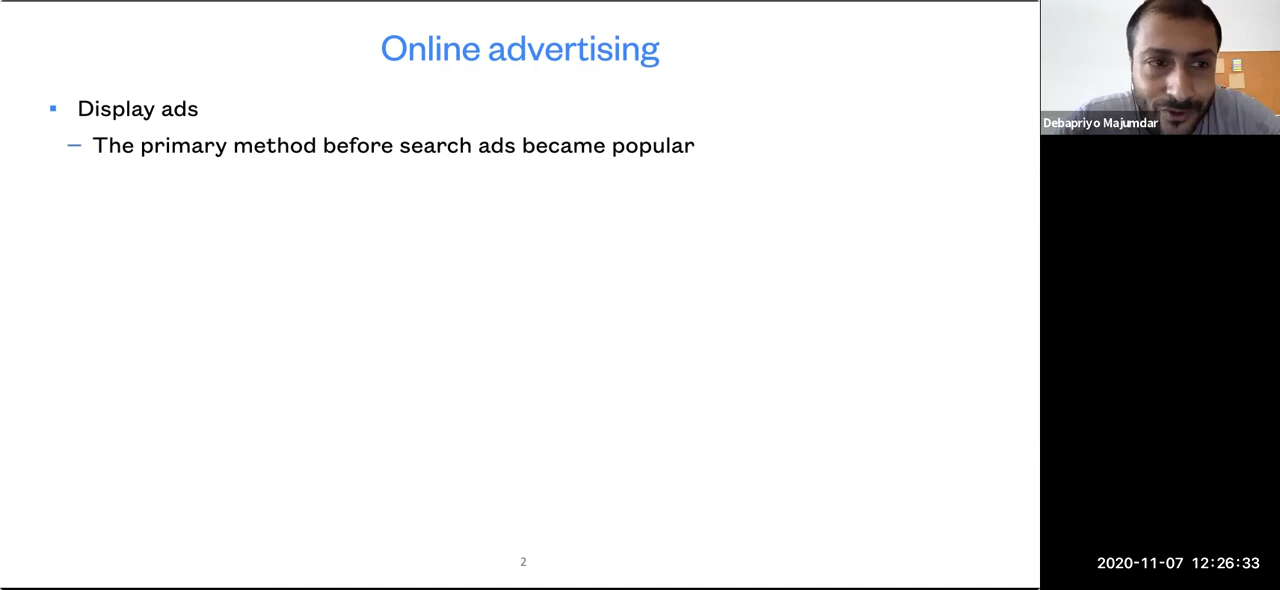 Online advertising
Display ads
– The primary method before search ads became popular
2
Debapriyo Majumdar
2020-11-07 12:26:33